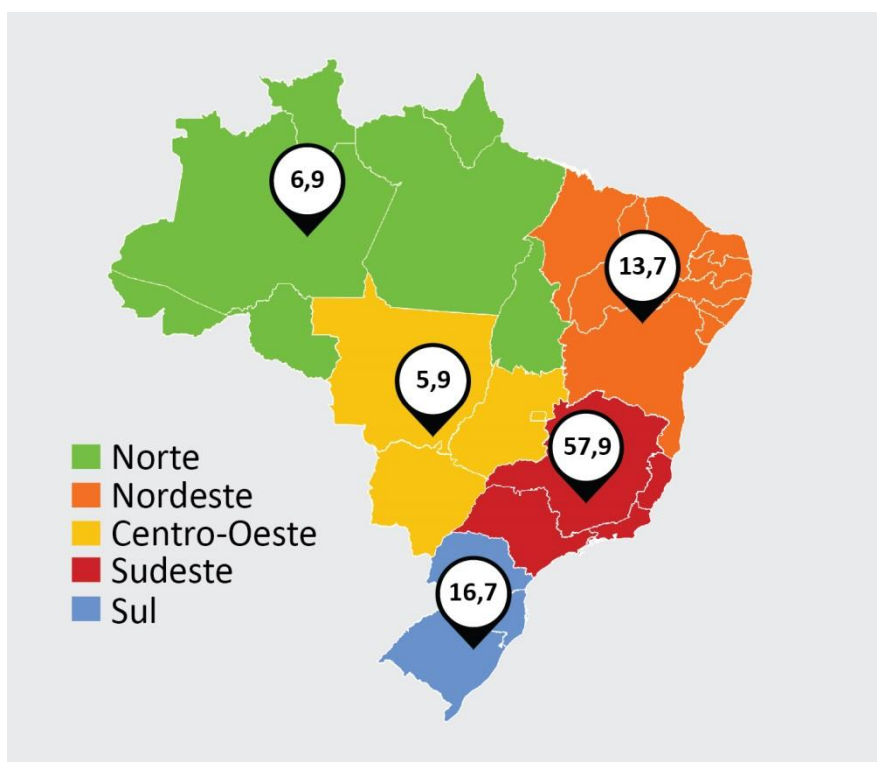 6,9
13,7
5,9
57,9
16,7
Norte
Nordeste
Centro-Oeste
Sudeste
Sul